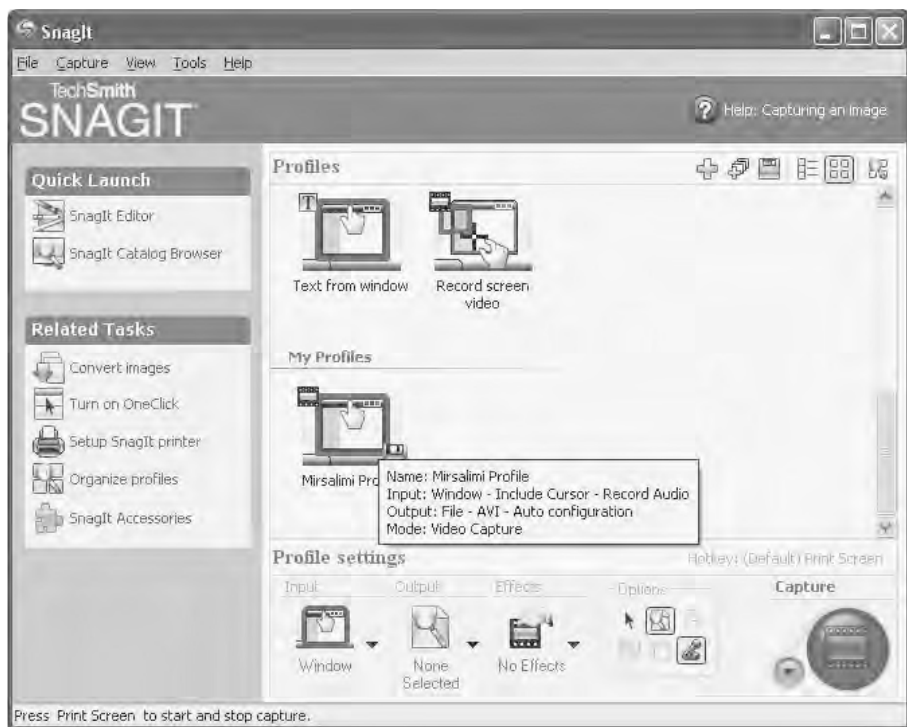 SnagIt
File Capture View Tools Help
TechSmith
SNAGIT
Help: Capturing an image
Quick Launch
SnagIt Editor
SnagIt Catalog Browser
Related Tasks
Convert images
Turn on OneClick
Setup SnagIt printer
Organize profiles
SnagIt Accessories
Profiles
T
Text from window
Record screen
video
My Profiles
Mirsalimi Pro
Name: Mirsalimi Profile
Input: Window - Include Cursor - Record Audio
Output: File - AVI - Auto configuration
Mode: Video Capture
Profile settings
Hotkey: (Default) Print Screen
Input: Output: Effects: Options: Capture
Window
None
Selected
No Effects
Press Print Screen to start and stop capture.